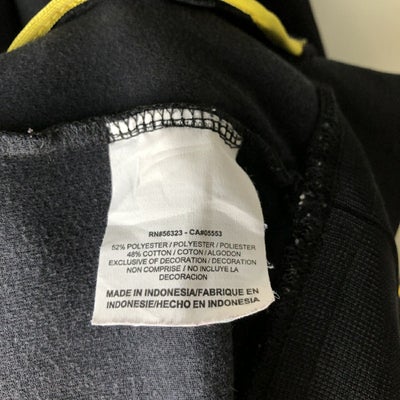 RN#56323 - CA#05553
52% POLYESTER / POLYESTER / POLIESTER
48% COTTON / COTON / ALGODON
EXCLUSIVE OF DECORATION / DECORATION
NON COMPRISE / NO INCLUYE LA
DECORACION
MADE IN INDONESIA/FABRIQUE EN
INDONESIE/HECHO EN INDONESIA